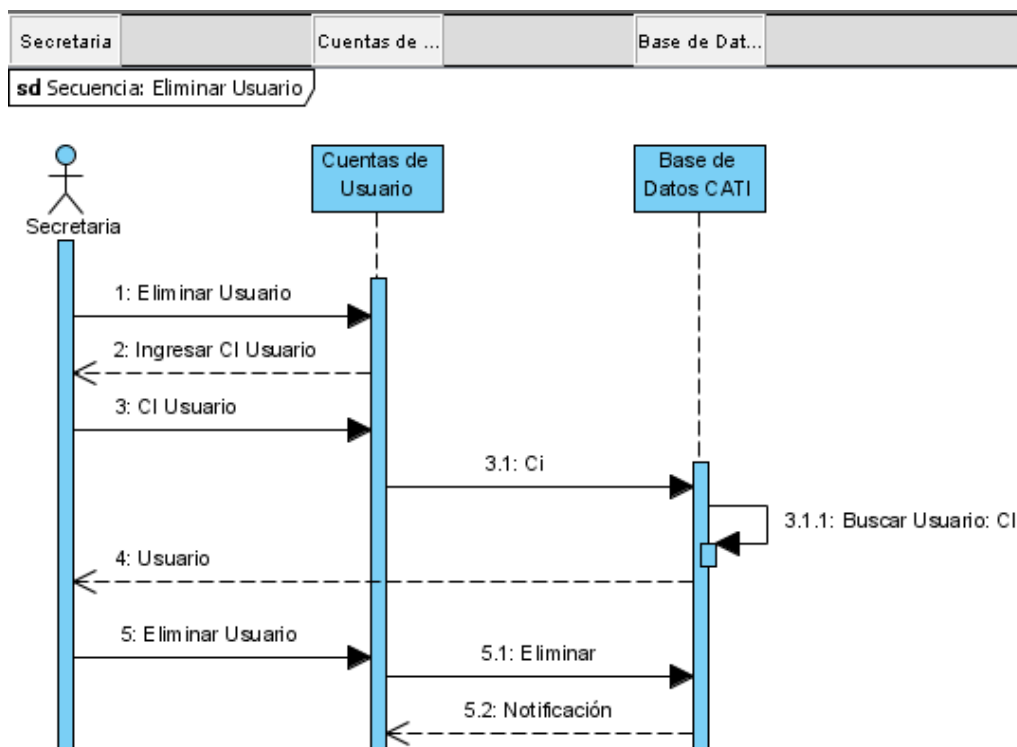 Secretaria
Cuentas de ...
Base de Dat...
sd Secuencia: Eliminar Usuario
Secretaria
Cuentas de
Usuario
Base de
Datos CATI
1: Eliminar Usuario
2: Ingresar CI Usuario
3: CI Usuario
3.1: Ci
3.1.1: Buscar Usuario: CI
4: Usuario
5: Eliminar Usuario
5.1: Eliminar
5.2: Notificación